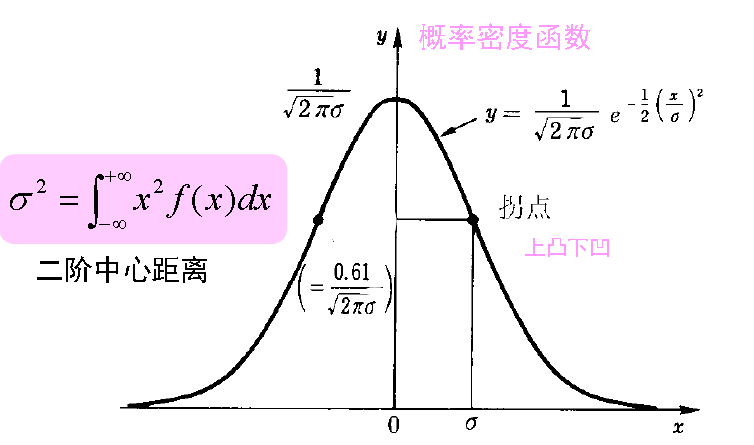 y 概率密度函数
1/(√2πσ)
y = 1/(√2πσ) e^(-1/2(x/σ)²)
σ² = ∫_{-∞}^{+∞} x² f(x)dx
拐点
上凸下凹
二阶中心距离
(= 0.61/(√2πσ))
0 σ x